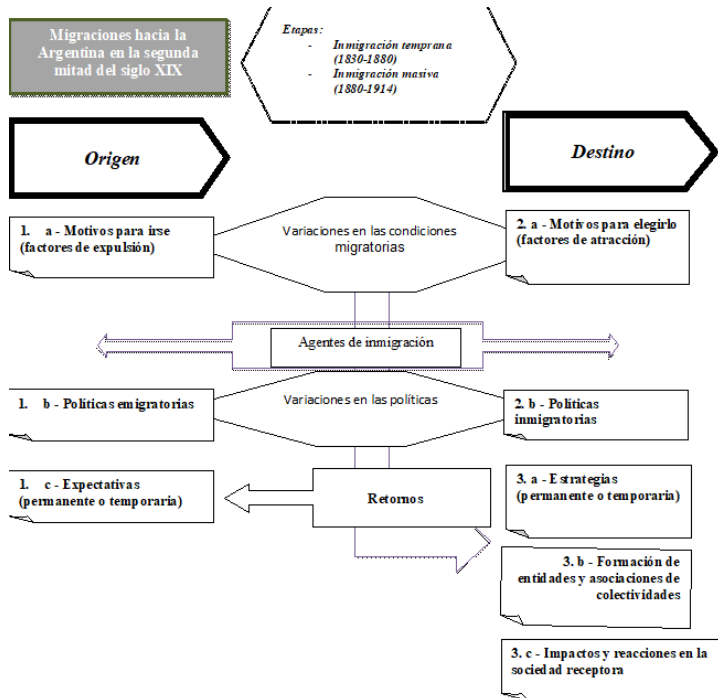 Migraciones hacia la
Argentina en la segunda
mitad del siglo XIX
Etapas:
- Inmigración temprana
(1830-1880)
- Inmigración masiva
(1880-1914)
Origen
Destino
1. a - Motivos para irse
(factores de expulsión)
Variaciones en las condiciones
migratorias
2. a - Motivos para elegirlo
(factores de atracción)
Agentes de inmigración
1. b - Políticas emigratorias
Variaciones en las políticas
2. b - Políticas
inmigratorias
1. c - Expectativas
(permanente o temporaria)
Retornos
3. a - Estrategias
(permanente o temporaria)
3. b - Formación de
entidades y asociaciones de
colectividades
3. c - Impactos y reacciones en la
sociedad receptora